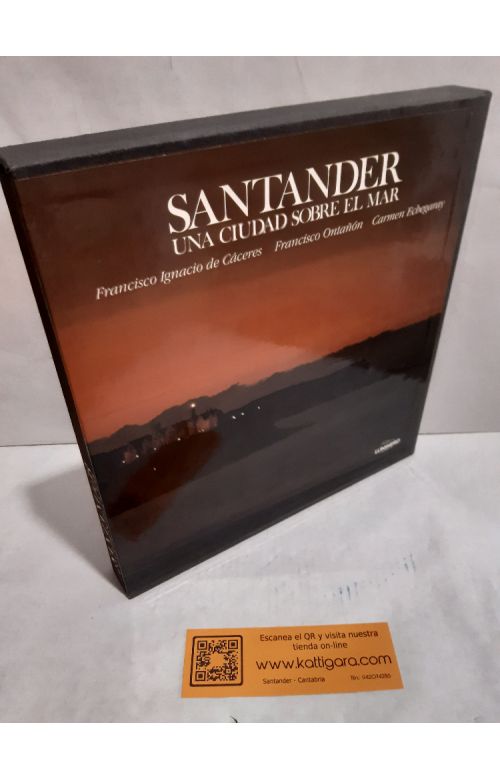 SANTANDER
UNA CIUDAD SOBRE EL MAR
Francisco Ignacio de Cáceres Francisco Ontañón Carmen Echegaray
LUNWERG
Escanea el QR y visita nuestra
tienda on-line
www.kattigara.com
Santander - Cantabria